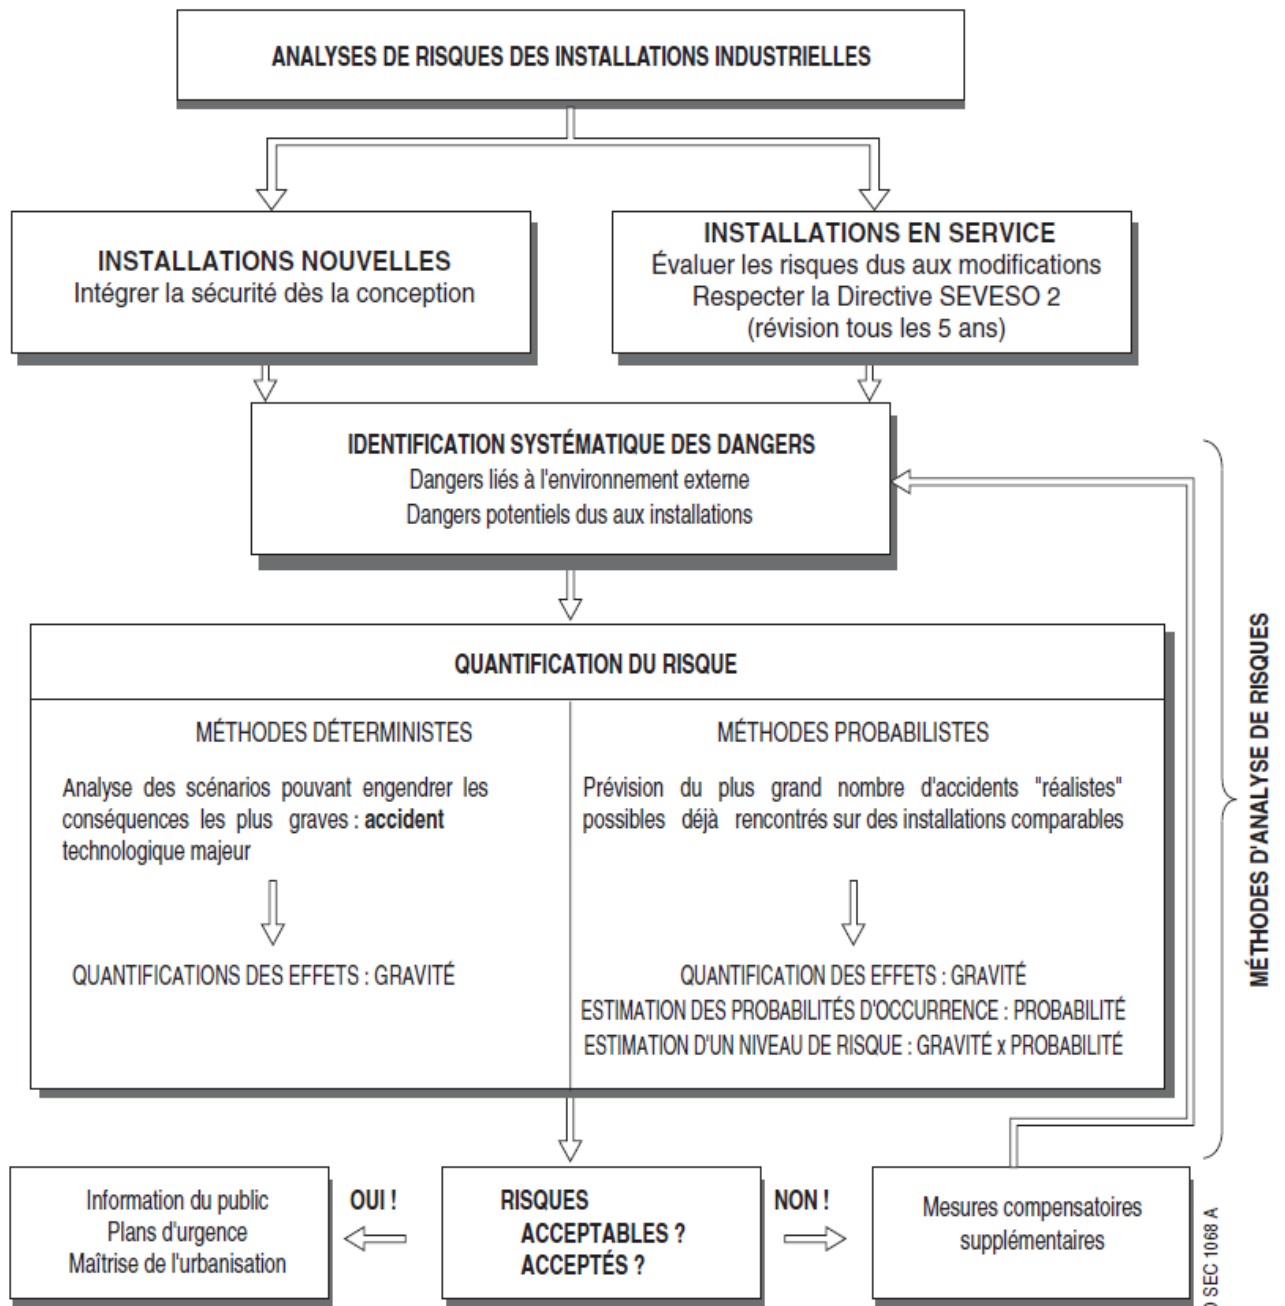 ANALYSES DE RISQUES DES INSTALLATIONS INDUSTRIELLES
INSTALLATIONS NOUVELLES
Intégrer la sécurité dès la conception
INSTALLATIONS EN SERVICE
Évaluer les risques dus aux modifications
Respecter la Directive SEVESO 2
(révision tous les 5 ans)
IDENTIFICATION SYSTÉMATIQUE DES DANGERS
Dangers liés à l'environnement externe
Dangers potentiels dus aux installations
QUANTIFICATION DU RISQUE
MÉTHODES DÉTERMINISTES
Analyse des scénarios pouvant engendrer les
conséquences les plus graves : accident
technologique majeur
QUANTIFICATIONS DES EFFETS : GRAVITÉ
MÉTHODES PROBABILISTES
Prévision du plus grand nombre d'accidents "réalistes"
possibles déjà rencontrés sur des installations comparables
QUANTIFICATION DES EFFETS : GRAVITÉ
ESTIMATION DES PROBABILITÉS D'OCCURRENCE : PROBABILITÉ
ESTIMATION D'UN NIVEAU DE RISQUE : GRAVITÉ x PROBABILITÉ
MÉTHODES D'ANALYSE DE RISQUES
Information du public
Plans d'urgence
Maîtrise de l'urbanisation
OUI !
RISQUES
ACCEPTABLES ?
ACCEPTÉS ?
NON !
Mesures compensatoires
supplémentaires
SEC 1068 A